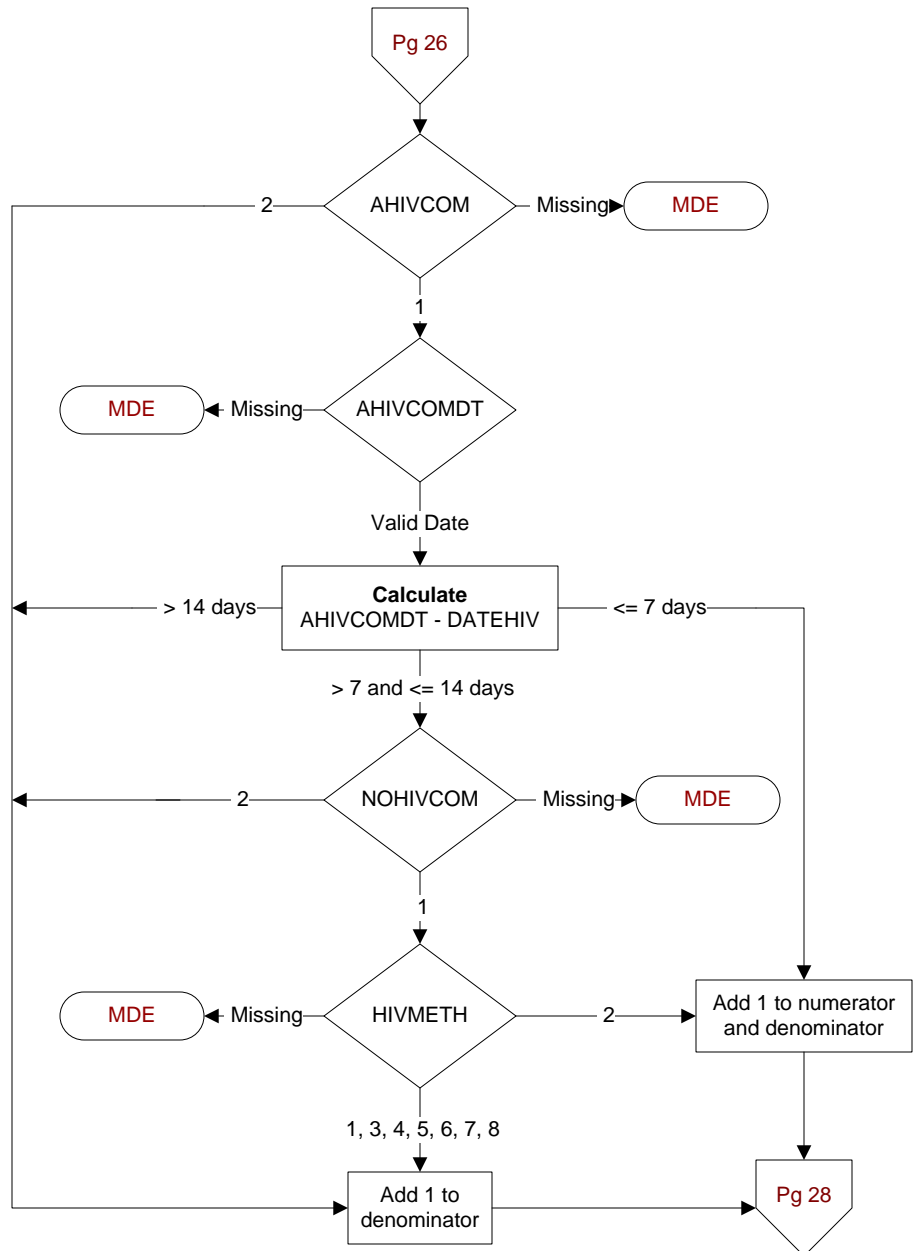 Pg 26
2
AHIVCOM
Missing
MDE
1
MDE
Missing
AHIVCOMDT
Valid Date
> 14 days
Calculate
AHIVCOMDT - DATEHIV
<= 7 days
> 7 and <= 14 days
2
NOHIVCOM
Missing
MDE
1
MDE
Missing
HIVMETH
2
Add 1 to numerator
and denominator
1, 3, 4, 5, 6, 7, 8
Add 1 to
denominator
Pg 28